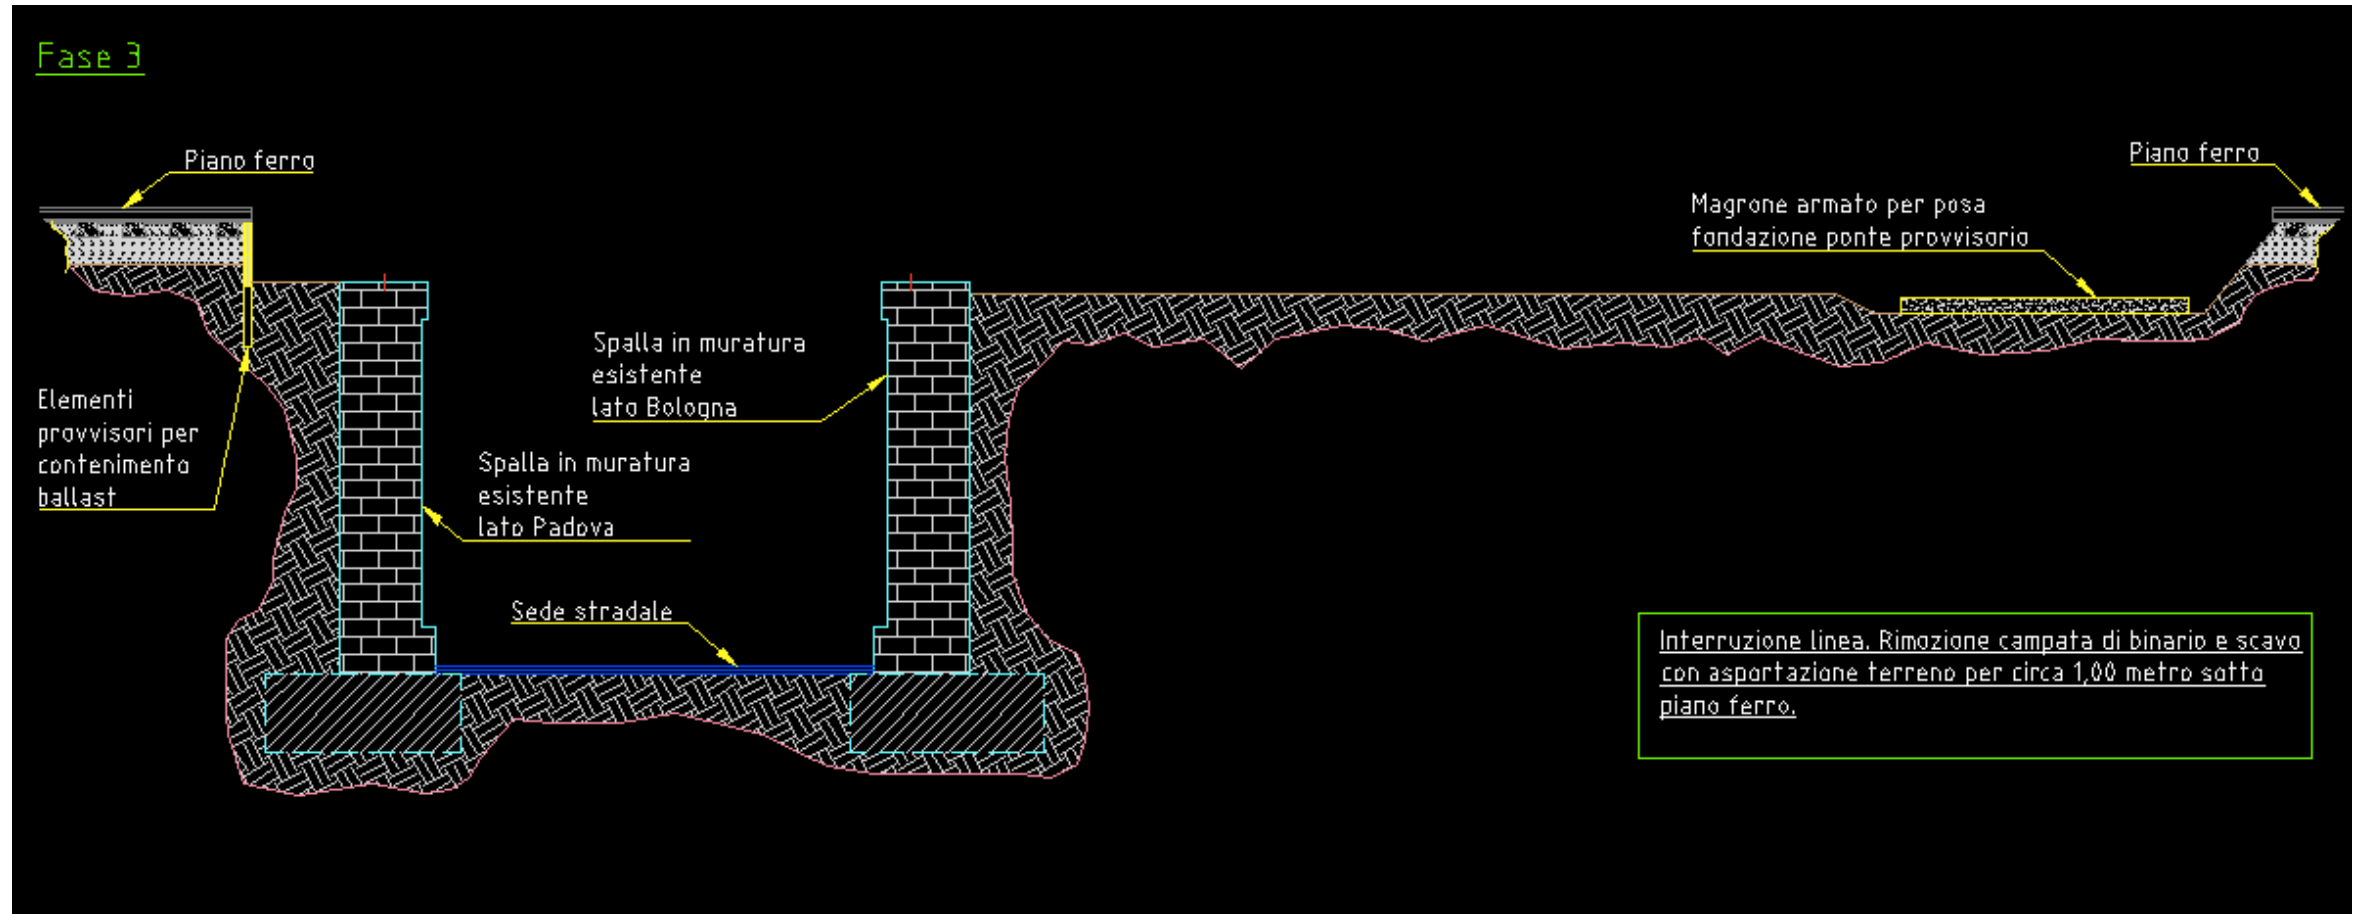 Fase 3
Piano ferro
Piano ferro
Magrone armato per posa
fondazione ponte provvisorio
Spalla in muratura
esistente
lato Bologna
Elementi
provvisori per
contenimento
ballast
Spalla in muratura
esistente
lato Padova
Sede stradale
Interruzione linea. Rimozione campata di binario e scavo
con asportazione terreno per circa 1,00 metro sotto
piano ferro.